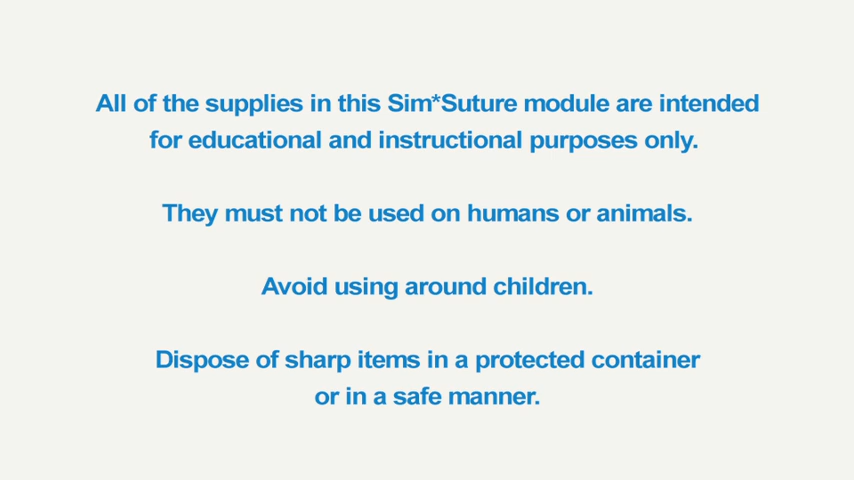 All of the supplies in this Sim*Suture module are intended
for educational and instructional purposes only.
They must not be used on humans or animals.
Avoid using around children.
Dispose of sharp items in a protected container
or in a safe manner.